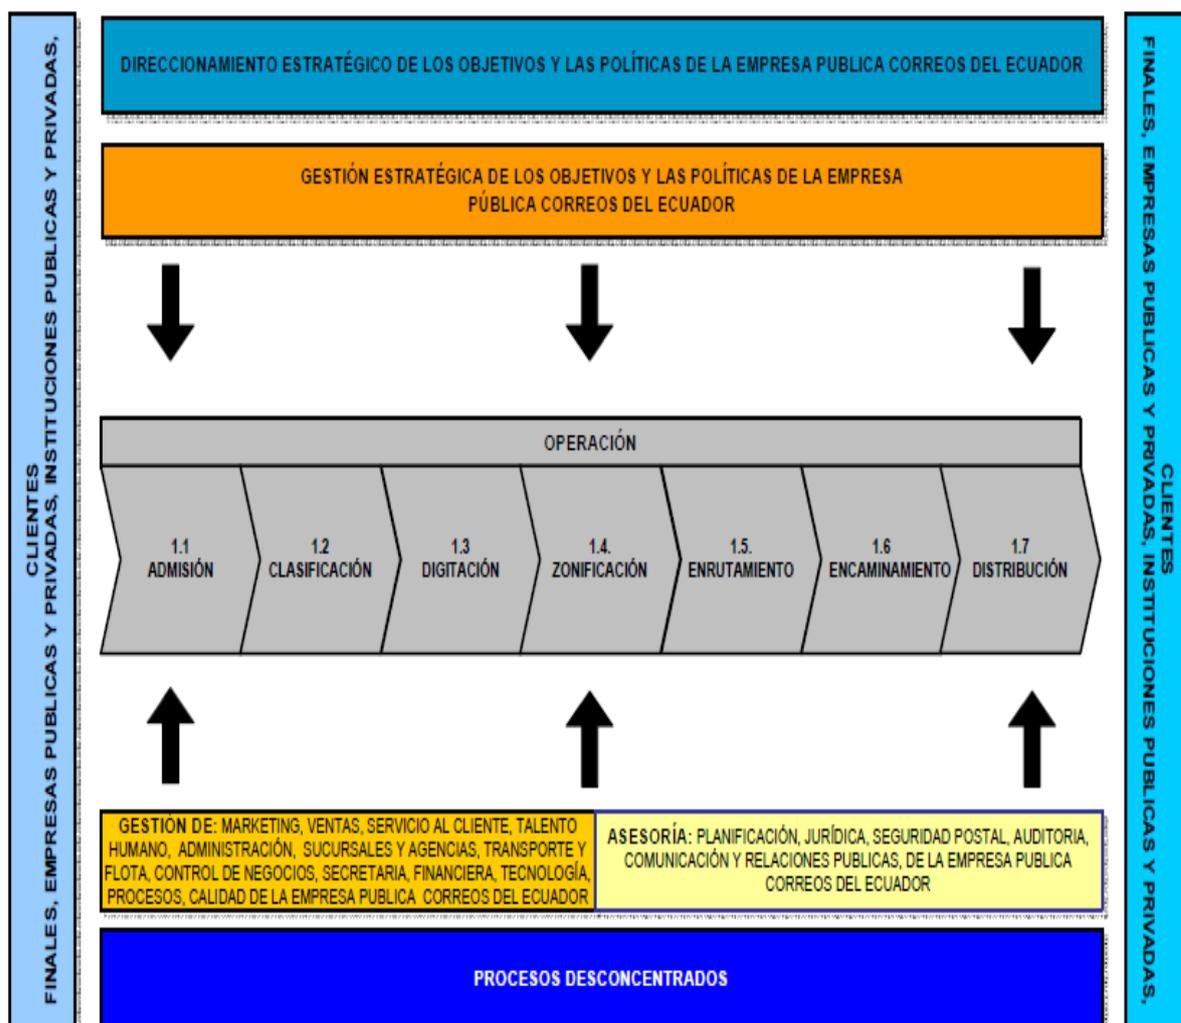 CLIENTES
FINALES, EMPRESAS PUBLICAS Y PRIVADAS, INSTITUCIONES PUBLICAS Y PRIVADAS,
DIRECCIONAMIENTO ESTRATÉGICO DE LOS OBJETIVOS Y LAS POLÍTICAS DE LA EMPRESA PUBLICA CORREOS DEL ECUADOR
GESTIÓN ESTRATÉGICA DE LOS OBJETIVOS Y LAS POLÍTICAS DE LA EMPRESA
PÚBLICA CORREOS DEL ECUADOR
OPERACIÓN
1.1
ADMISIÓN
1.2
CLASIFICACIÓN
1.3
DIGITACIÓN
1.4.
ZONIFICACIÓN
1.5.
ENRUTAMIENTO
1.6
ENCAMINAMIENTO
1.7
DISTRIBUCIÓN
GESTIÓN DE: MARKETING, VENTAS, SERVICIO AL CLIENTE, TALENTO
HUMANO, ADMINISTRACIÓN, SUCURSALES Y AGENCIAS, TRANSPORTE Y
FLOTA, CONTROL DE NEGOCIOS, SECRETARIA, FINANCIERA, TECNOLOGÍA,
PROCESOS, CALIDAD DE LA EMPRESA PUBLICA CORREOS DEL ECUADOR
ASESORÍA: PLANIFICACIÓN, JURÍDICA, SEGURIDAD POSTAL, AUDITORIA,
COMUNICACIÓN Y RELACIONES PUBLICAS, DE LA EMPRESA PUBLICA
CORREOS DEL ECUADOR
PROCESOS DESCONCENTRADOS
CLIENTES
FINALES, EMPRESAS PUBLICAS Y PRIVADAS, INSTITUCIONES PUBLICAS Y PRIVADAS,